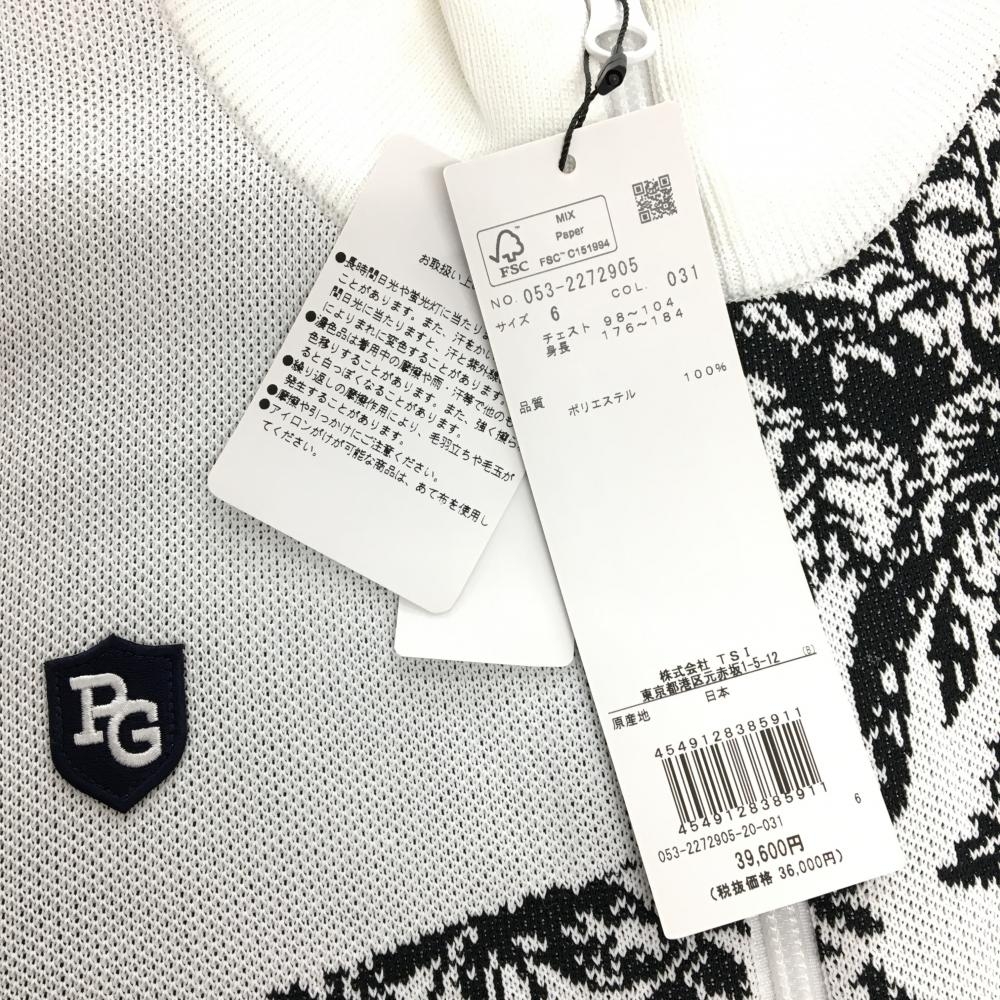 お取扱い上
●長時間日光や蛍光灯に当たりま
ことがあります。また、汗をかい
間日光に当たりますと、汗と紫外線
によりまれに変色することがあります。
●濃色品は着用中の摩擦や雨・汗等で他の
色移りすることがあります。また、強く擦っ
ると白っぽくなることがあります。
●繰り返しの摩擦作用により、毛羽立ちや毛玉が
発生することがあります。
●摩擦や引っかけにご注意ください。
●アイロンがけが可能な商品は、あて布を使用し
てください。
MIX
Paper
FSC
FSC™ C151994
NO. 053-2272905
COL. 031
サイズ 6
チェスト 98~104
身長 176~184
100%
品質 ポリエステル
株式会社 TSI (B)
東京都港区元赤坂1-5-12
原産地 日本
4549128385911
4549128385911
6
053-2272905-20-031
39,600円
(税抜価格 36,000円)
PG